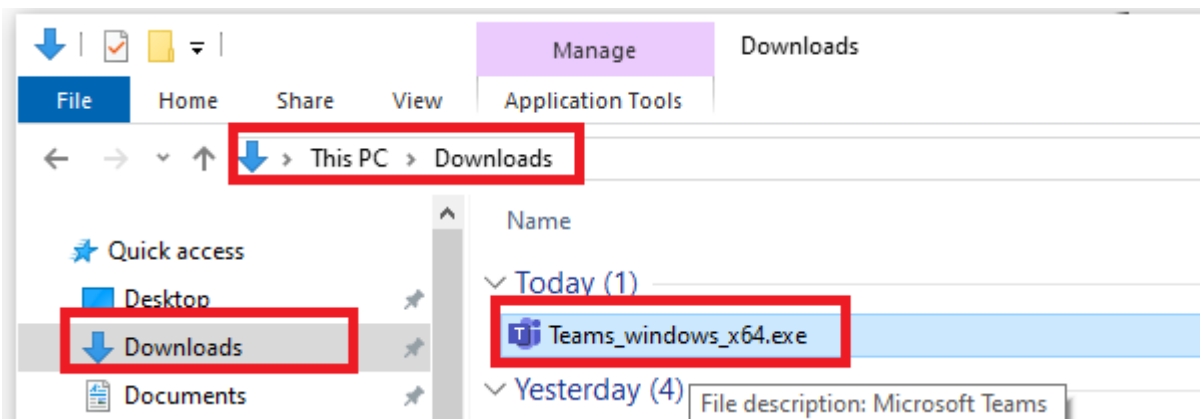 Manage
Downloads
File
Home
Share
View
Application Tools
This PC
Downloads
Quick access
Desktop
Downloads
Documents
Name
Today (1)
Teams_windows_x64.exe
Yesterday (4)
File description: Microsoft Teams